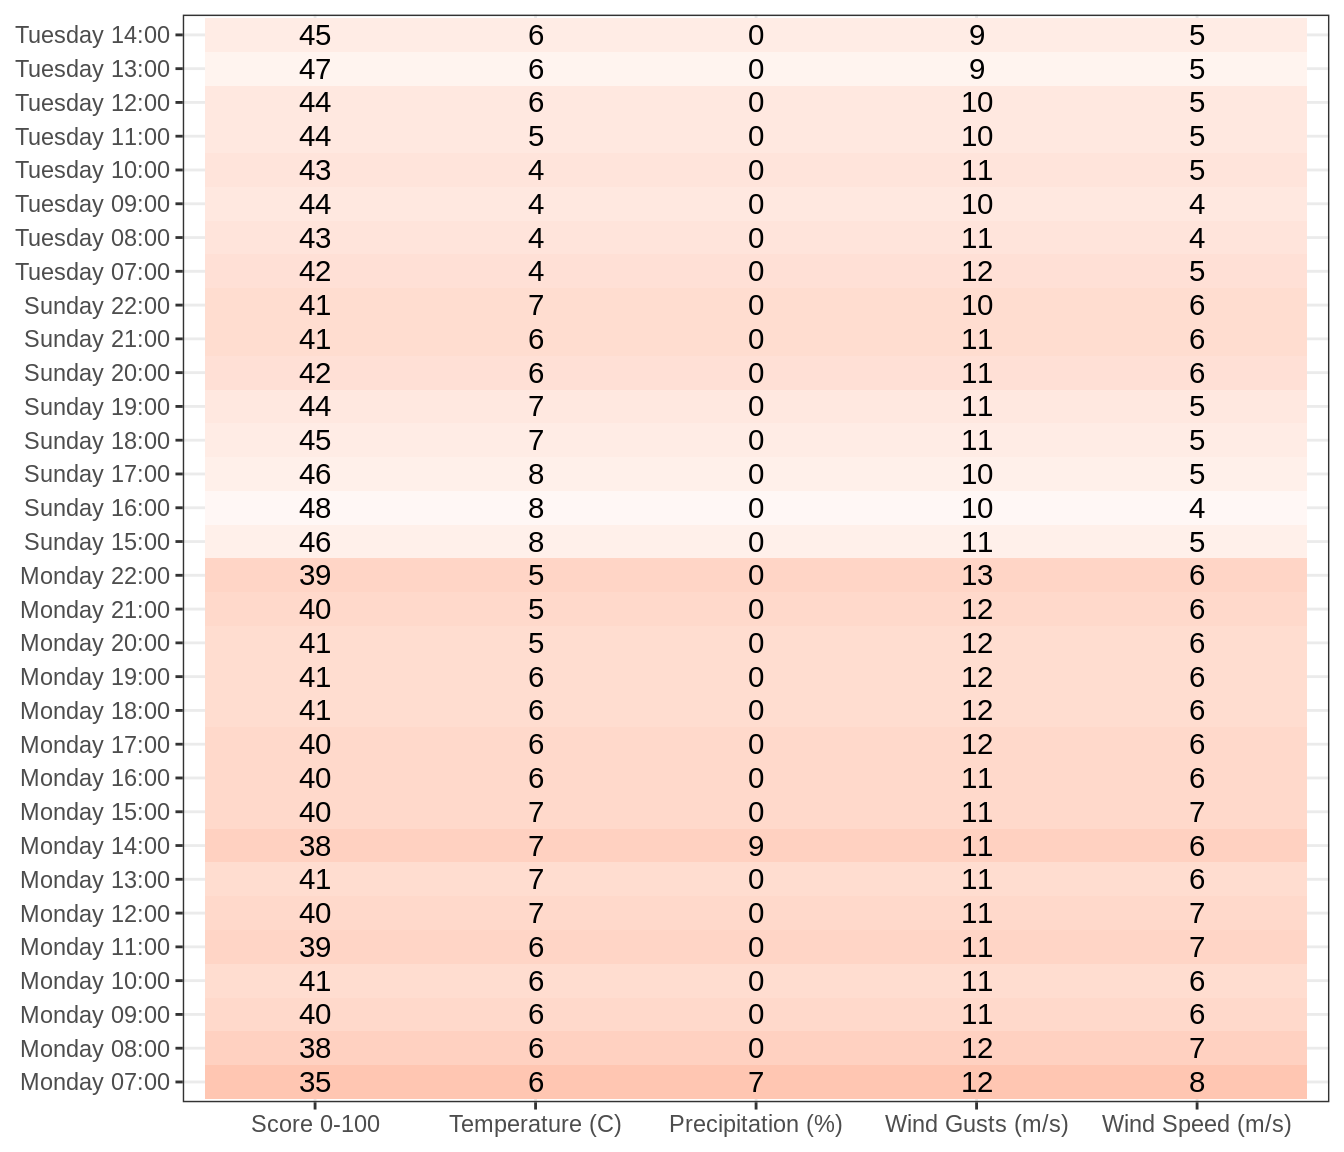 Tuesday 14:00 45 6 0 9 5
Tuesday 13:00 47 6 0 9 5
Tuesday 12:00 44 6 0 10 5
Tuesday 11:00 44 5 0 10 5
Tuesday 10:00 43 4 0 11 5
Tuesday 09:00 44 4 0 10 4
Tuesday 08:00 43 4 0 11 4
Tuesday 07:00 42 4 0 12 5
Sunday 22:00 41 7 0 10 6
Sunday 21:00 41 6 0 11 6
Sunday 20:00 42 6 0 11 6
Sunday 19:00 44 7 0 11 5
Sunday 18:00 45 7 0 11 5
Sunday 17:00 46 8 0 10 5
Sunday 16:00 48 8 0 10 4
Sunday 15:00 46 8 0 11 5
Monday 22:00 39 5 0 13 6
Monday 21:00 40 5 0 12 6
Monday 20:00 41 5 0 12 6
Monday 19:00 41 6 0 12 6
Monday 18:00 41 6 0 12 6
Monday 17:00 40 6 0 12 6
Monday 16:00 40 6 0 11 6
Monday 15:00 40 7 0 11 7
Monday 14:00 38 7 9 11 6
Monday 13:00 41 7 0 11 6
Monday 12:00 40 7 0 11 7
Monday 11:00 39 6 0 11 7
Monday 10:00 41 6 0 11 6
Monday 09:00 40 6 0 11 6
Monday 08:00 38 6 0 12 7
Monday 07:00 35 6 7 12 8
Score 0-100 Temperature (C) Precipitation (%) Wind Gusts (m/s) Wind Speed (m/s)